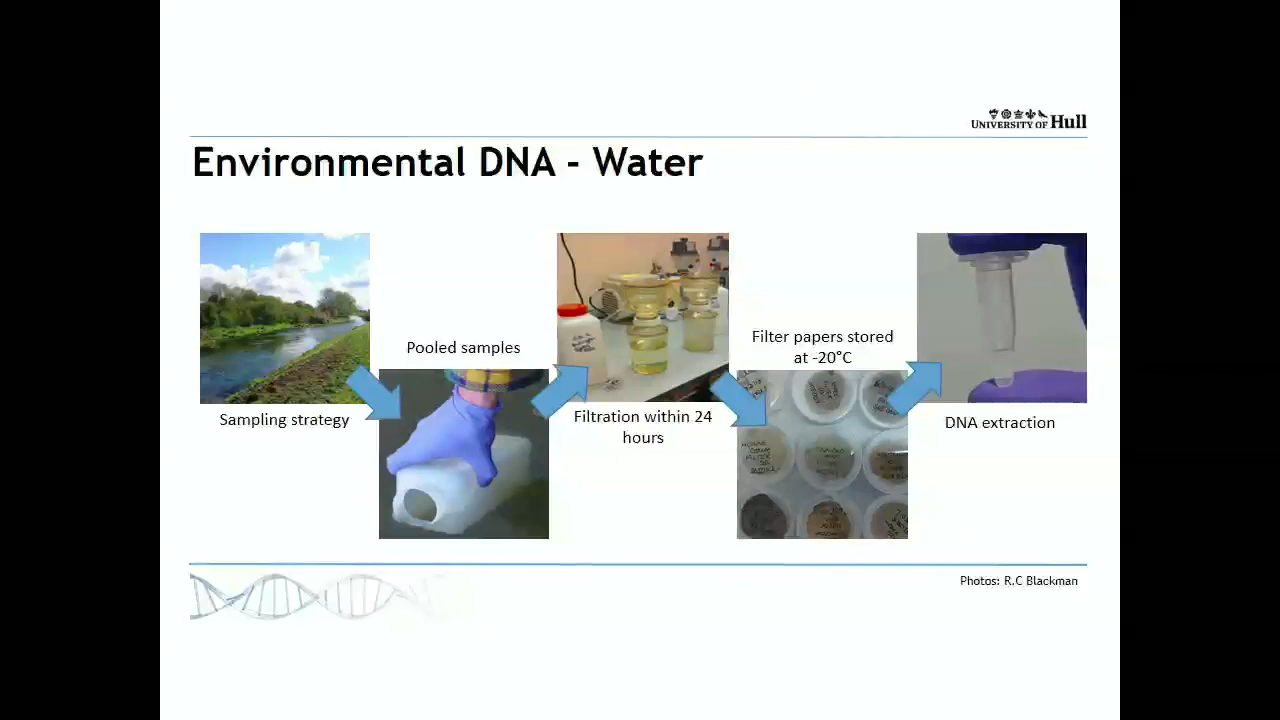 UNIVERSITY OF Hull
Environmental DNA - Water
Sampling strategy
Pooled samples
Filtration within 24
hours
Filter papers stored
at -20°C
DNA extraction
Photos: R.C Blackman